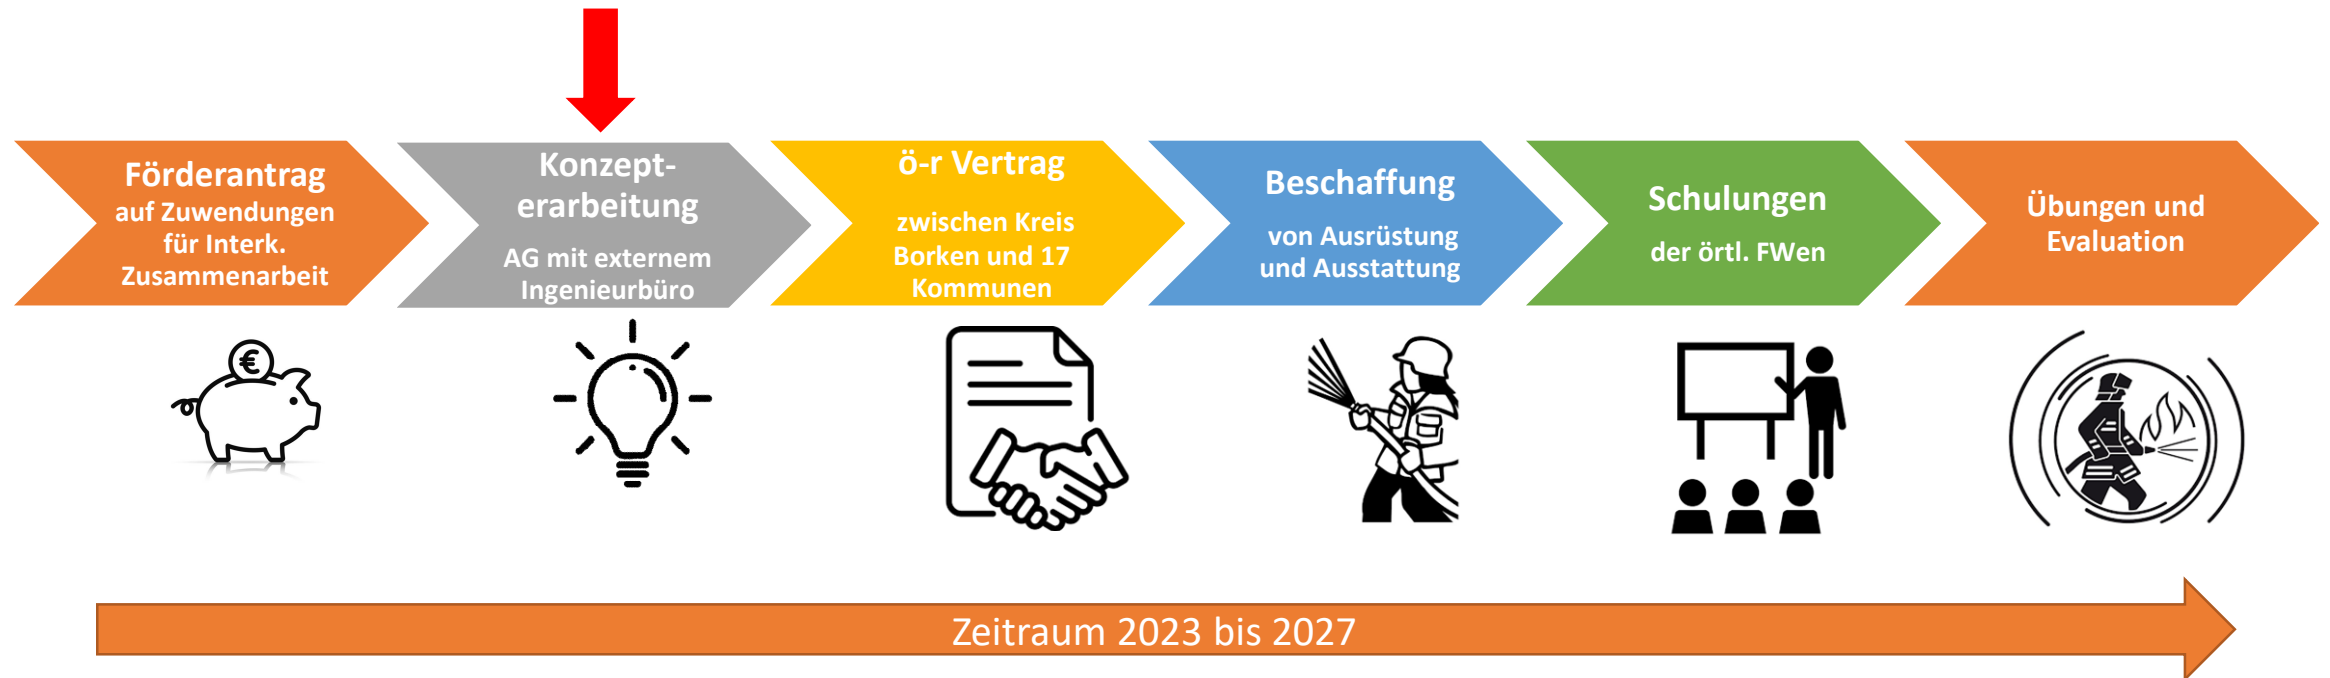 Förderantrag
auf Zuwendungen
für Interk.
Zusammenarbeit
Konzept-
erarbeitung
AG mit externem
Ingenieurbüro
ö-r Vertrag
zwischen Kreis
Borken und 17
Kommunen
Beschaffung
von Ausrüstung
und Ausstattung
Schulungen
der örtl. FWen
Übungen und
Evaluation
€
Zeitraum 2023 bis 2027